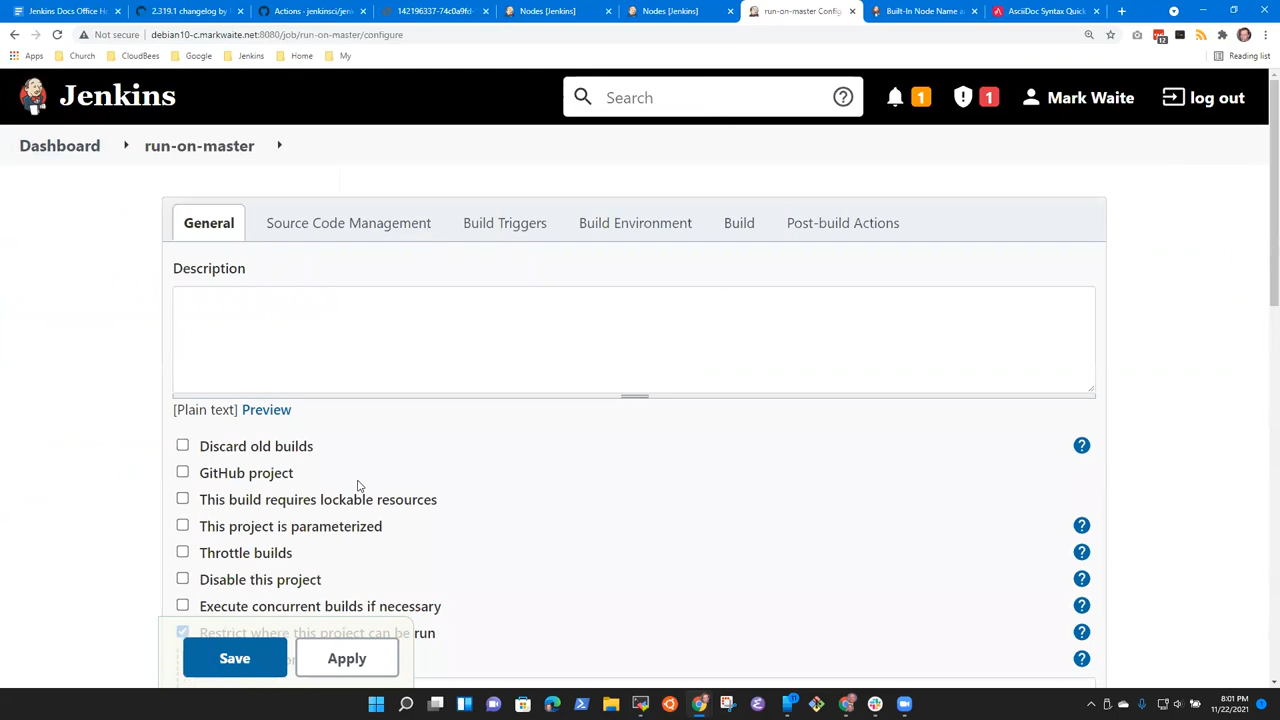 Jenkins Docs Office Ho
2.319.1 changelog by
Actions · jenkinsci/jen
142196337-74c0a9fd-
Nodes [Jenkins]
Nodes [Jenkins]
run-on-master Config
Built-In Node Name a
AsciiDoc Syntax Quick
Not secure debian10-c.markwaite.net:8080/job/run-on-master/configure
12
Apps Church CloudBees Google Jenkins Home My Reading list
Jenkins Search 1 1 Mark Waite log out
Dashboard run-on-master
General Source Code Management Build Triggers Build Environment Build Post-build Actions
Description
[Plain text] Preview
Discard old builds
GitHub project
This build requires lockable resources
This project is parameterized
Throttle builds
Disable this project
Execute concurrent builds if necessary
Restrict where this project can be run
Save Apply
8:01 PM
11/22/2021